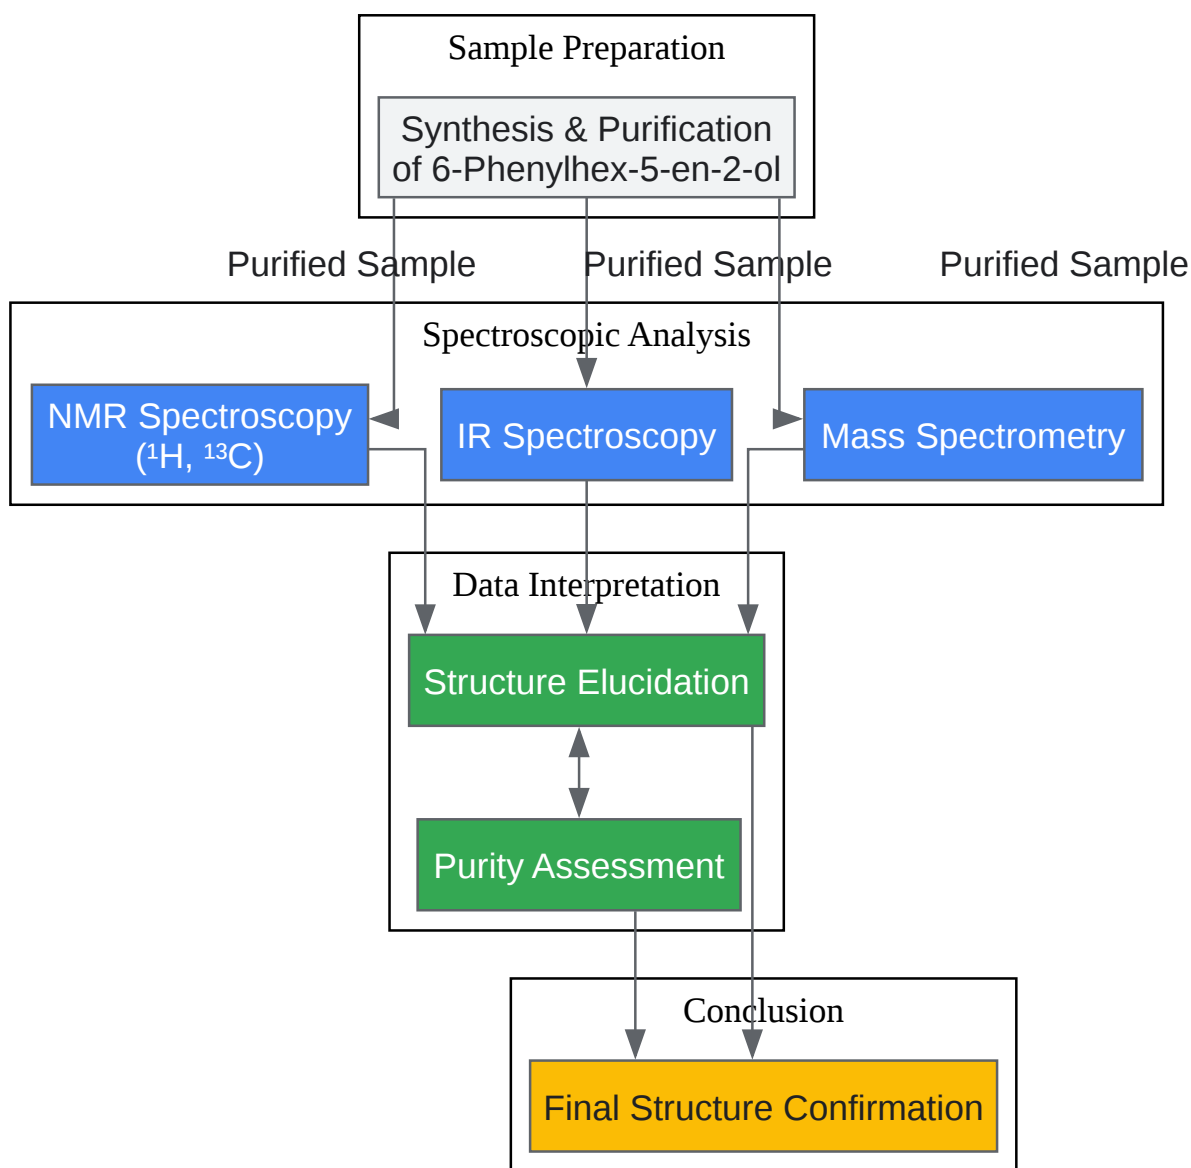 Sample Preparation
Synthesis & Purification
of 6-Phenylhex-5-en-2-ol
Purified Sample
Purified Sample
Purified Sample
Spectroscopic Analysis
NMR Spectroscopy
(¹H, ¹³C)
IR Spectroscopy
Mass Spectrometry
Data Interpretation
Structure Elucidation
Purity Assessment
Conclusion
Final Structure Confirmation